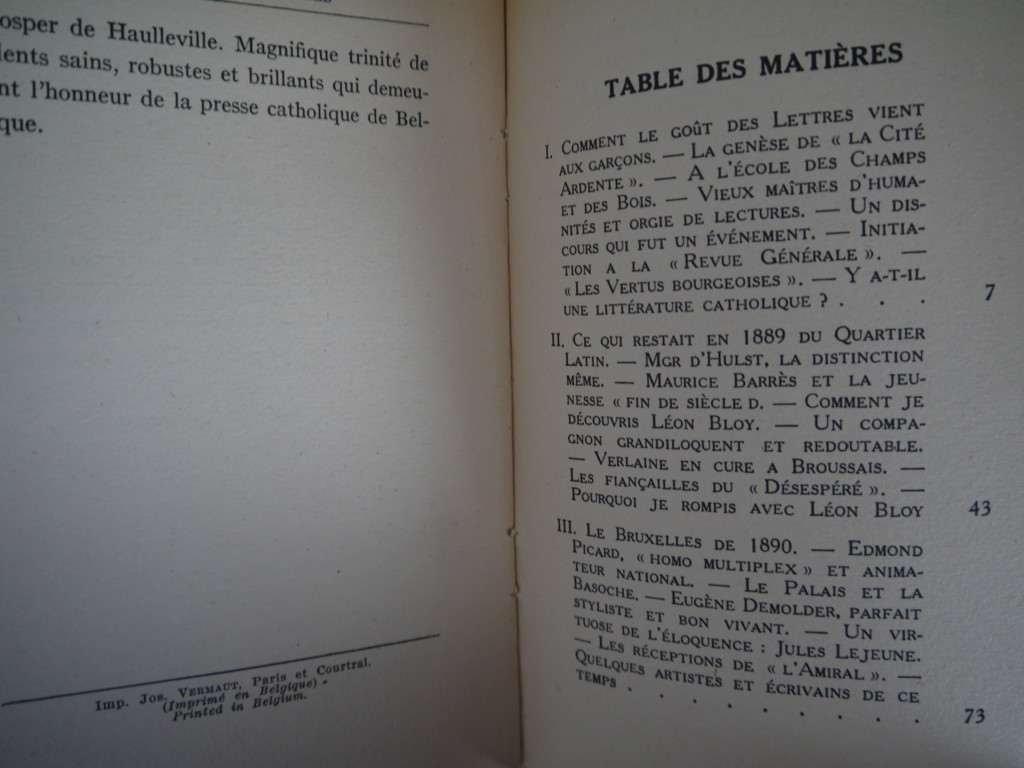 osper de Haulleville. Magnifique trinité de
lents sains, robustes et brillants qui demeu-
nt l'honneur de la presse catholique de Bel-
que.
Imp. Jos. VERMAUT, Paris et Courtrai.
(Imprimé en Belgique) •
Printed in Belgium.
TABLE DES MATIÈRES
I. COMMENT LE GOÛT DES LETTRES VIENT
AUX GARÇONS. — LA GENÈSE DE « LA CITÉ
ARDENTE ». — A L'ÉCOLE DES CHAMPS
ET DES BOIS. — VIEUX MAÎTRES D'HUMA-
NITÉS ET ORGIE DE LECTURES. — UN DIS-
COURS QUI FUT UN ÉVÉNEMENT. — INITIA-
TION A LA « REVUE GÉNÉRALE ». —
« LES VERTUS BOURGEOISES ». — Y A-T-IL
UNE LITTÉRATURE CATHOLIQUE ? . . . 7
II. CE QUI RESTAIT EN 1889 DU QUARTIER
LATIN. — MGR D'HULST, LA DISTINCTION
MÊME. — MAURICE BARRÈS ET LA JEU-
NESSE « FIN DE SIÈCLE D. — COMMENT JE
DÉCOUVRIS LÉON BLOY. — UN COMPA-
GNON GRANDILOQUENT ET REDOUTABLE.
— VERLAINE EN CURE A BROUSSAIS. —
LES FIANÇAILLES DU « DÉSESPÉRÉ ». —
POURQUOI JE ROMPIS AVEC LÉON BLOY 43
III. LE BRUXELLES DE 1890. — EDMOND
PICARD, « HOMO MULTIPLEX » ET ANIMA-
TEUR NATIONAL. — LE PALAIS ET LA
BASOCHE. — EUGÈNE DEMOLDER, PARFAIT
STYLISTE ET BON VIVANT. — UN VIR-
TUOSE DE L'ÉLOQUENCE : JULES LEJEUNE.
— LES RÉCEPTIONS DE « L'AMIRAL ». —
QUELQUES ARTISTES ET ÉCRIVAINS DE CE
TEMPS . . . . . . . . 73